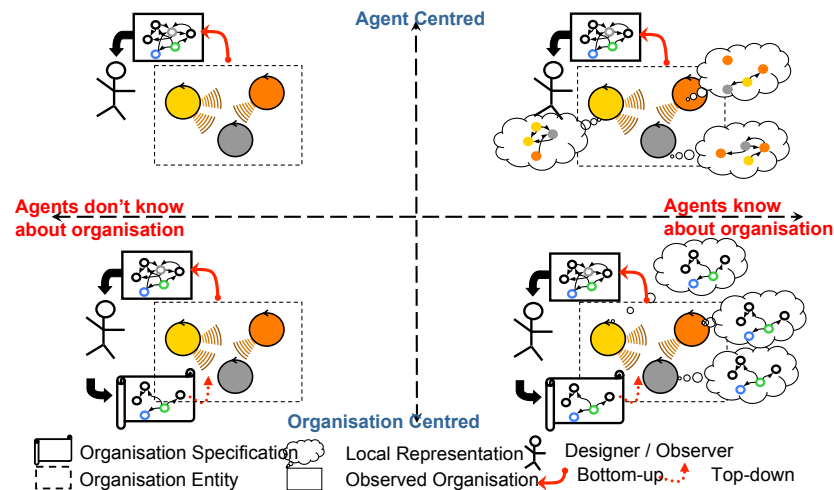 Agent Centred
Agents don't know
about organisation
Agents know
about organisation
Organisation Centred
Organisation Specification
Local Representation
Designer / Observer
Organisation Entity
Observed Organisation
Bottom-up
Top-down